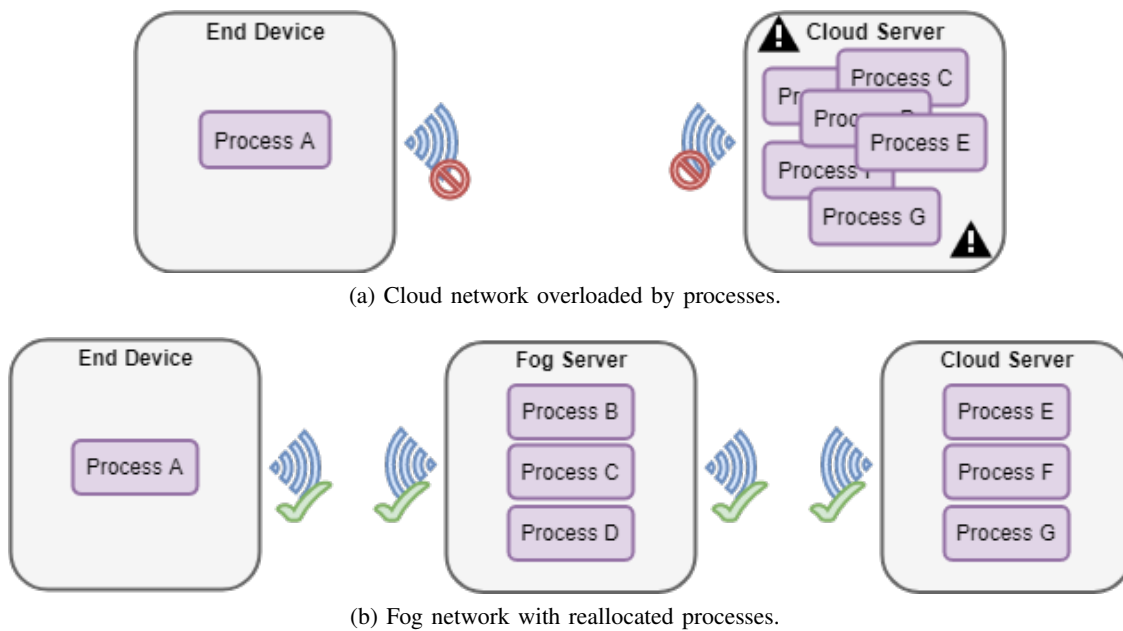 End Device
Process A
Cloud Server
Process C
Process E
Process G
(a) Cloud network overloaded by processes.
End Device
Process A
Fog Server
Process B
Process C
Process D
Cloud Server
Process E
Process F
Process G
(b) Fog network with reallocated processes.